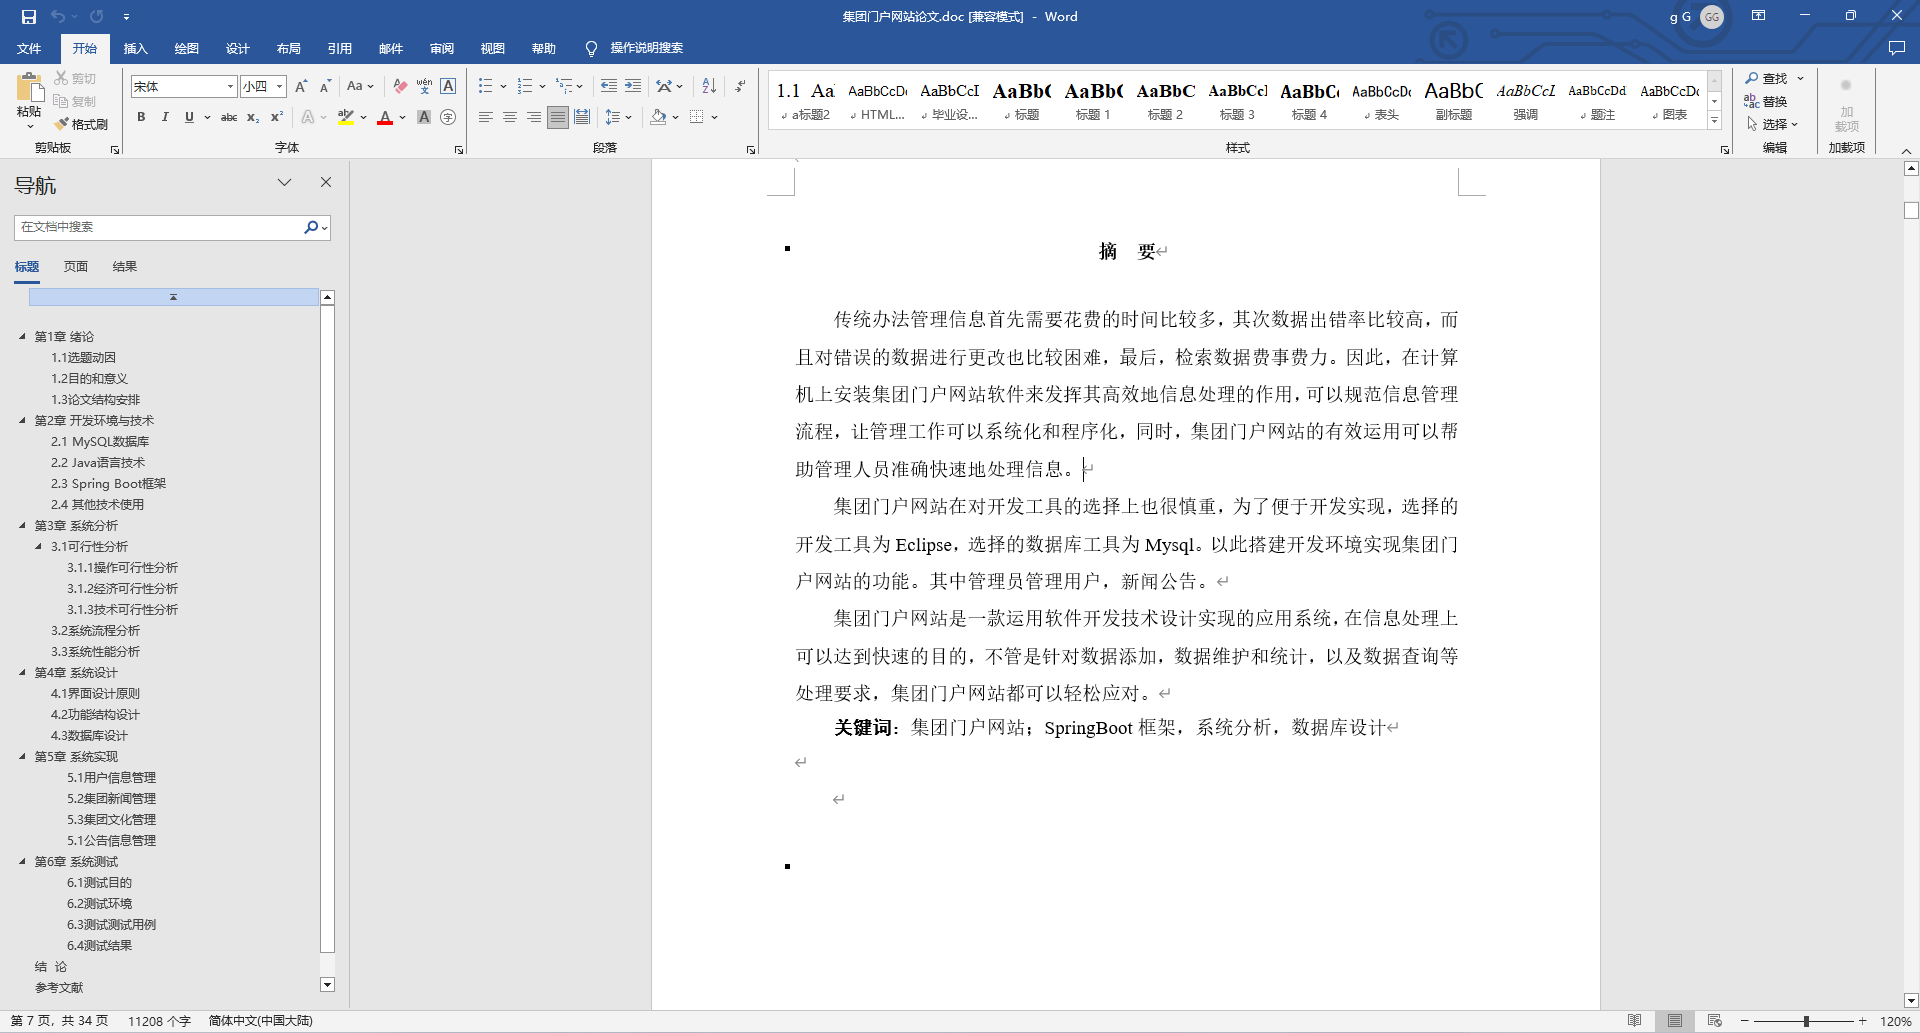 集团门户网站论文.doc [兼容模式] - Word
g G
GG
文件 开始 插入 绘图 设计 布局 引用 邮件 审阅 视图 帮助 操作说明搜索
粘贴
剪切
复制
格式刷
剪贴板
宋体 小四
字体
段落
1.1 Aa AaBbCcDc AaBbCcI AaBbC AaBbC AaBbC AaBbCcI AaBbCc AaBbCcDc AaBbC AaBbCcL AaBbCcDd AaBbCcDc
a标题2 HTML... 毕业设... 标题 标题 1 标题 2 标题 3 标题 4 表头 副标题 强调 题注 图表
样式
查找
替换
选择
编辑
加
载项
加载项
导航
在文档中搜索
标题 页面 结果
第1章 绪论
1.1选题动因
1.2目的和意义
1.3论文结构安排
第2章 开发环境与技术
2.1 MySQL数据库
2.2 Java语言技术
2.3 Spring Boot框架
2.4 其他技术使用
第3章 系统分析
3.1可行性分析
3.1.1操作可行性分析
3.1.2经济可行性分析
3.1.3技术可行性分析
3.2系统流程分析
3.3系统性能分析
第4章 系统设计
4.1界面设计原则
4.2功能结构设计
4.3数据库设计
第5章 系统实现
5.1用户信息管理
5.2集团新闻管理
5.3集团文化管理
5.1公告信息管理
第6章 系统测试
6.1测试目的
6.2测试环境
6.3测试测试用例
6.4测试结果
结 论
参考文献
摘 要
传统办法管理信息首先需要花费的时间比较多，其次数据出错率比较高，而
且对错误的数据进行更改也比较困难，最后，检索数据费事费力。因此，在计算
机上安装集团门户网站软件来发挥其高效地信息处理的作用，可以规范信息管理
流程，让管理工作可以系统化和程序化，同时，集团门户网站的有效运用可以帮
助管理人员准确快速地处理信息。
集团门户网站在对开发工具的选择上也很慎重，为了便于开发实现，选择的
开发工具为 Eclipse，选择的数据库工具为 Mysql。以此搭建开发环境实现集团门
户网站的功能。其中管理员管理用户，新闻公告。
集团门户网站是一款运用软件开发技术设计实现的应用系统，在信息处理上
可以达到快速的目的，不管是针对数据添加，数据维护和统计，以及数据查询等
处理要求，集团门户网站都可以轻松应对。
关键词：集团门户网站；SpringBoot 框架，系统分析，数据库设计
第 7 页，共 34 页 11208 个字 简体中文(中国大陆)
120%